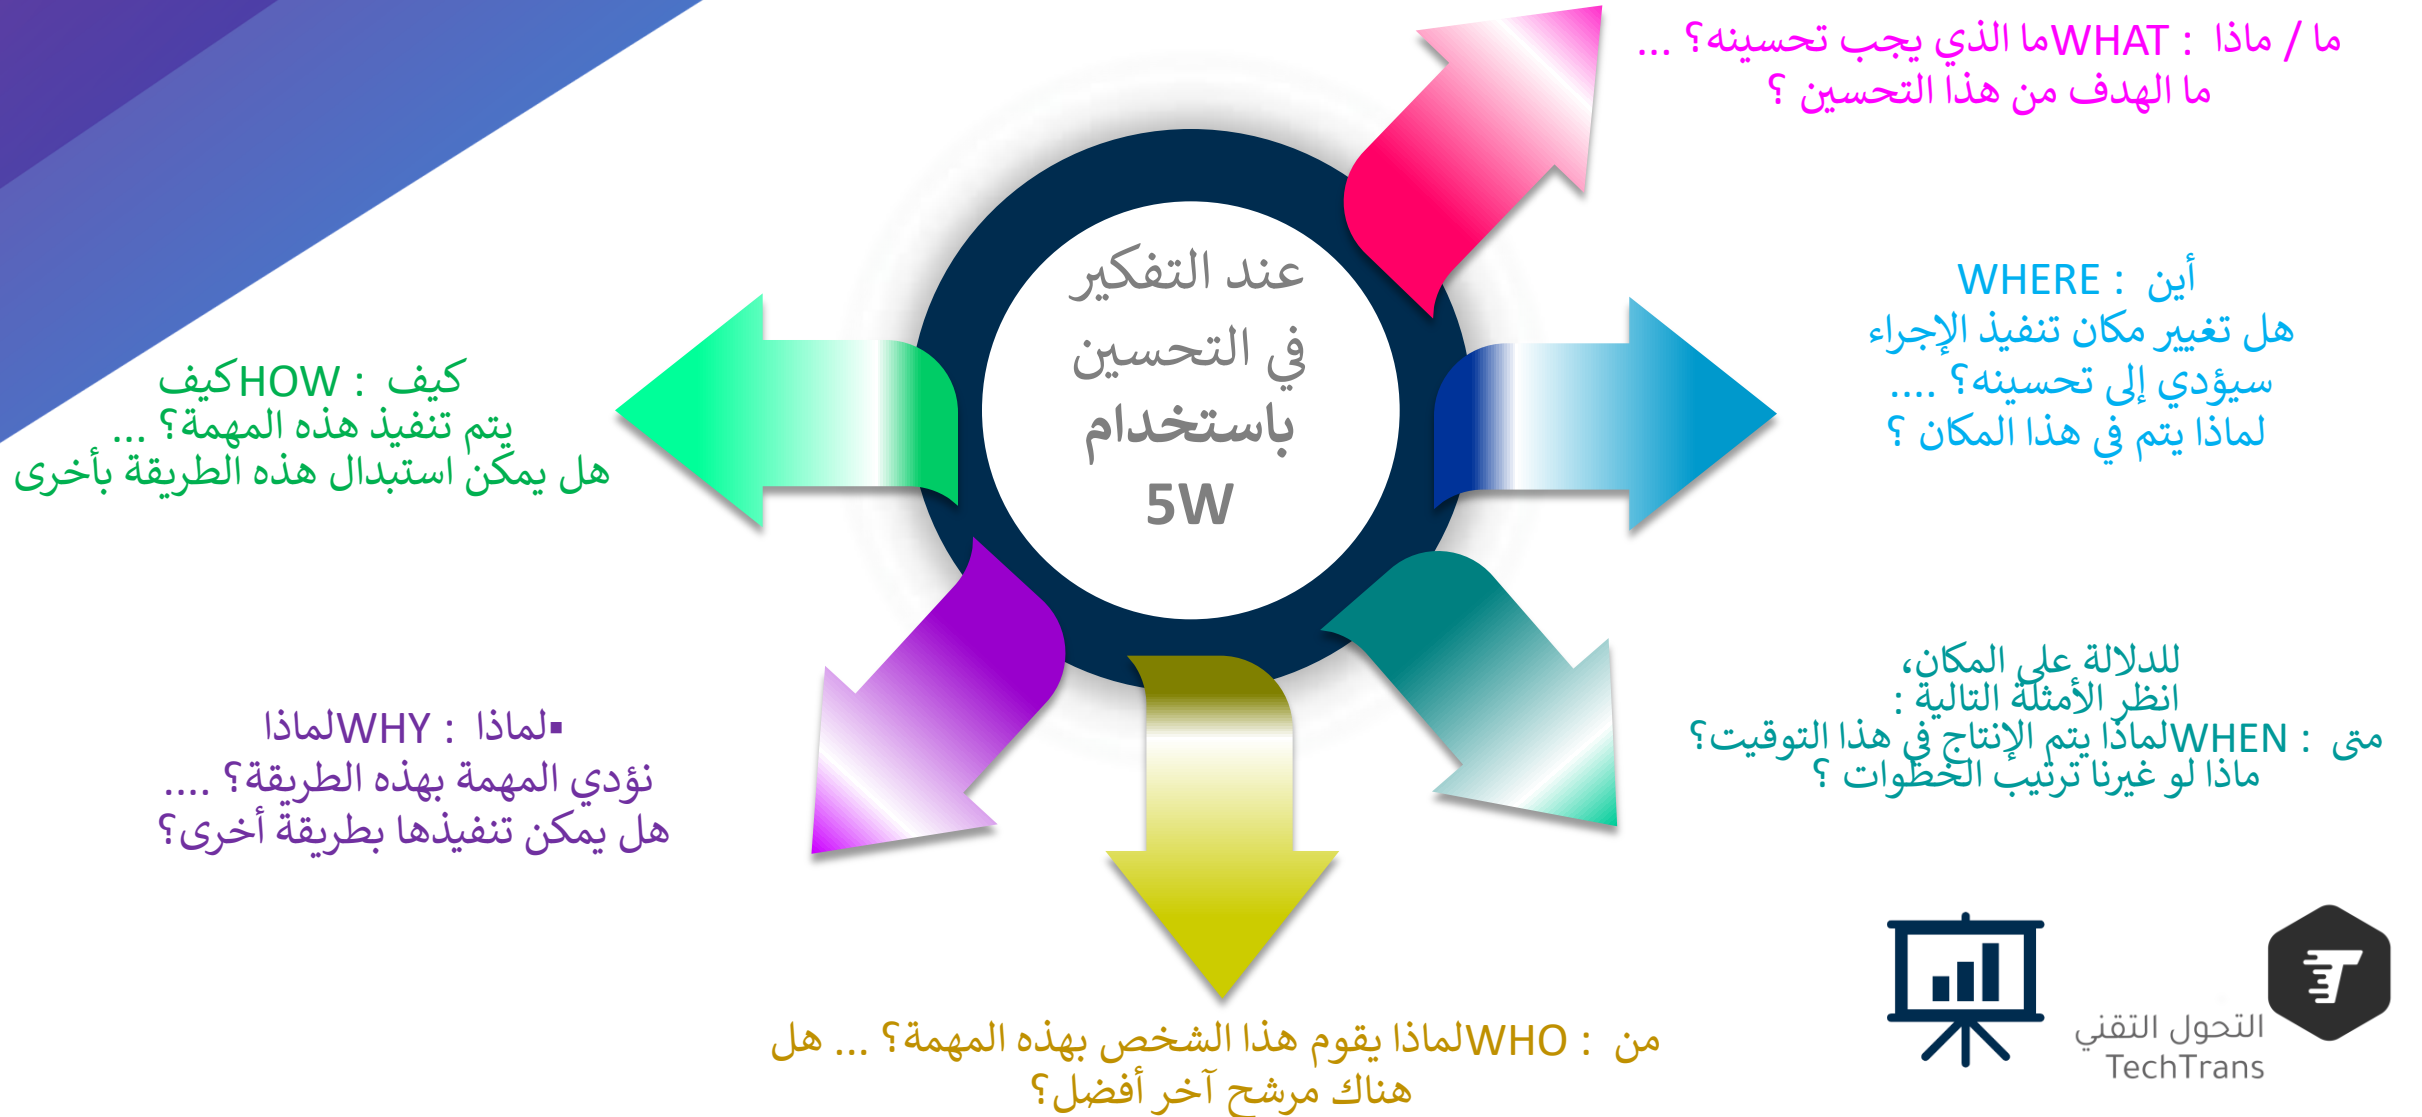 ما / ماذا : WHATما الذي يجب تحسينه؟ ...
ما الهدف من هذا التحسين ؟
عند التفكير
في التحسين
باستخدام
5W
أين : WHERE
هل تغيير مكان تنفيذ الإجراء
سيؤدي إلى تحسينه؟ ....
لماذا يتم في هذا المكان ؟
كيف : HOWكيف
يتم تنفيذ هذه المهمة؟ ...
هل يمكن استبدال هذه الطريقة بأخرى
للدلالة على المكان،
انظر الأمثلة التالية :
متى : WHENلماذا يتم الإنتاج في هذا التوقيت؟
ماذا لو غيرنا ترتيب الخطوات ؟
▪لماذا : WHYلماذا
نؤدي المهمة بهذه الطريقة؟ ....
هل يمكن تنفيذها بطريقة أخرى؟
من : WHOلماذا يقوم هذا الشخص بهذه المهمة؟ ... هل
هناك مرشح آخر أفضل؟
التحول التقني
TechTrans